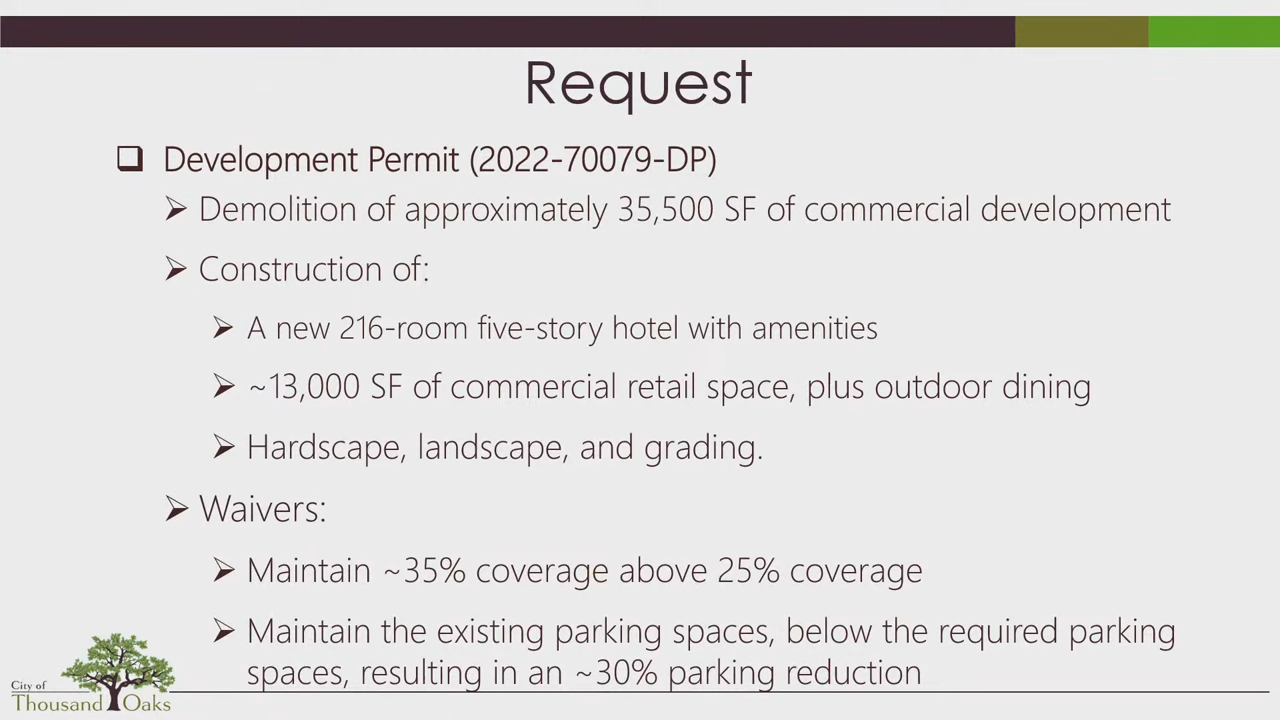 Request
Development Permit (2022-70079-DP)
Demolition of approximately 35,500 SF of commercial development
Construction of:
A new 216-room five-story hotel with amenities
~13,000 SF of commercial retail space, plus outdoor dining
Hardscape, landscape, and grading.
Waivers:
Maintain ~35% coverage above 25% coverage
Maintain the existing parking spaces, below the required parking
spaces, resulting in an ~30% parking reduction
City of
Thousand Oaks